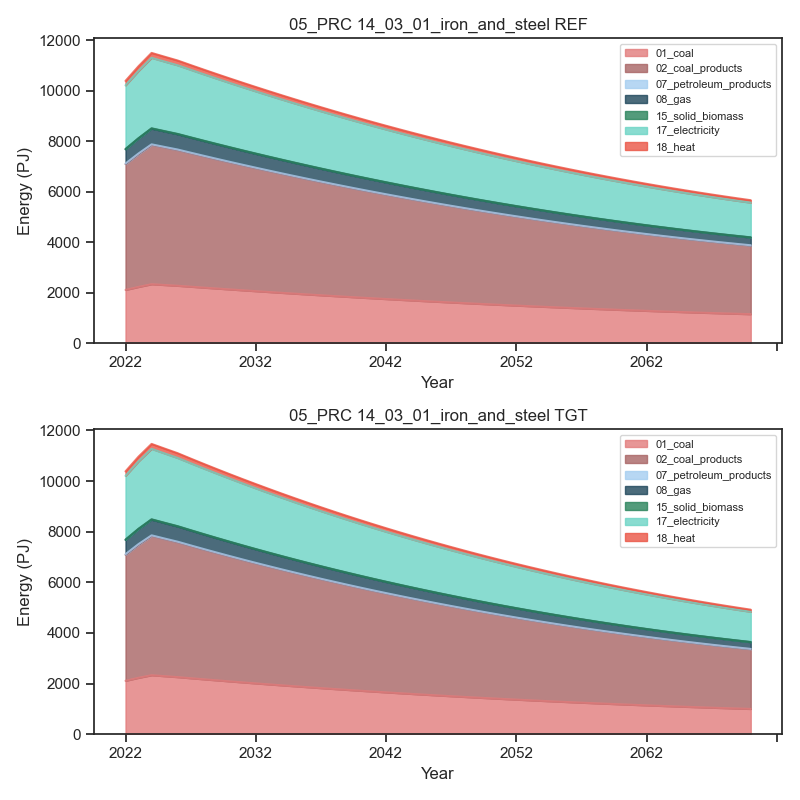 05_PRC 14_03_01_iron_and_steel REF
12000
10000
8000
6000
4000
2000
0
Energy (PJ)
01_coal
02_coal_products
07_petroleum_products
08_gas
15_solid_biomass
17_electricity
18_heat
2022
2032
2042
2052
2062
Year
05_PRC 14_03_01_iron_and_steel TGT
12000
10000
8000
6000
4000
2000
0
Energy (PJ)
01_coal
02_coal_products
07_petroleum_products
08_gas
15_solid_biomass
17_electricity
18_heat
2022
2032
2042
2052
2062
Year